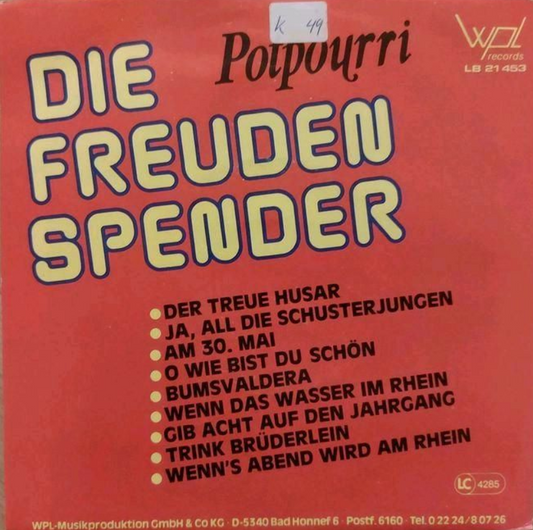 K 49
Potpourri
wpl
records
LB 21 453
DIE
FREUDEN
SPENDER
DER TREUE HUSAR
JA, ALL DIE SCHUSTERJUNGEN
AM 30. MAI
O WIE BIST DU SCHÖN
BUMSVALDERA
WENN DAS WASSER IM RHEIN
GIB ACHT AUF DEN JAHRGANG
TRINK BRÜDERLEIN
WENN'S ABEND WIRD AM RHEIN
LC 4285
WPL-Musikproduktion GmbH & Co KG · D-5340 Bad Honnef 6 · Postf. 6160 · Tel. 0 22 24/8 07 26